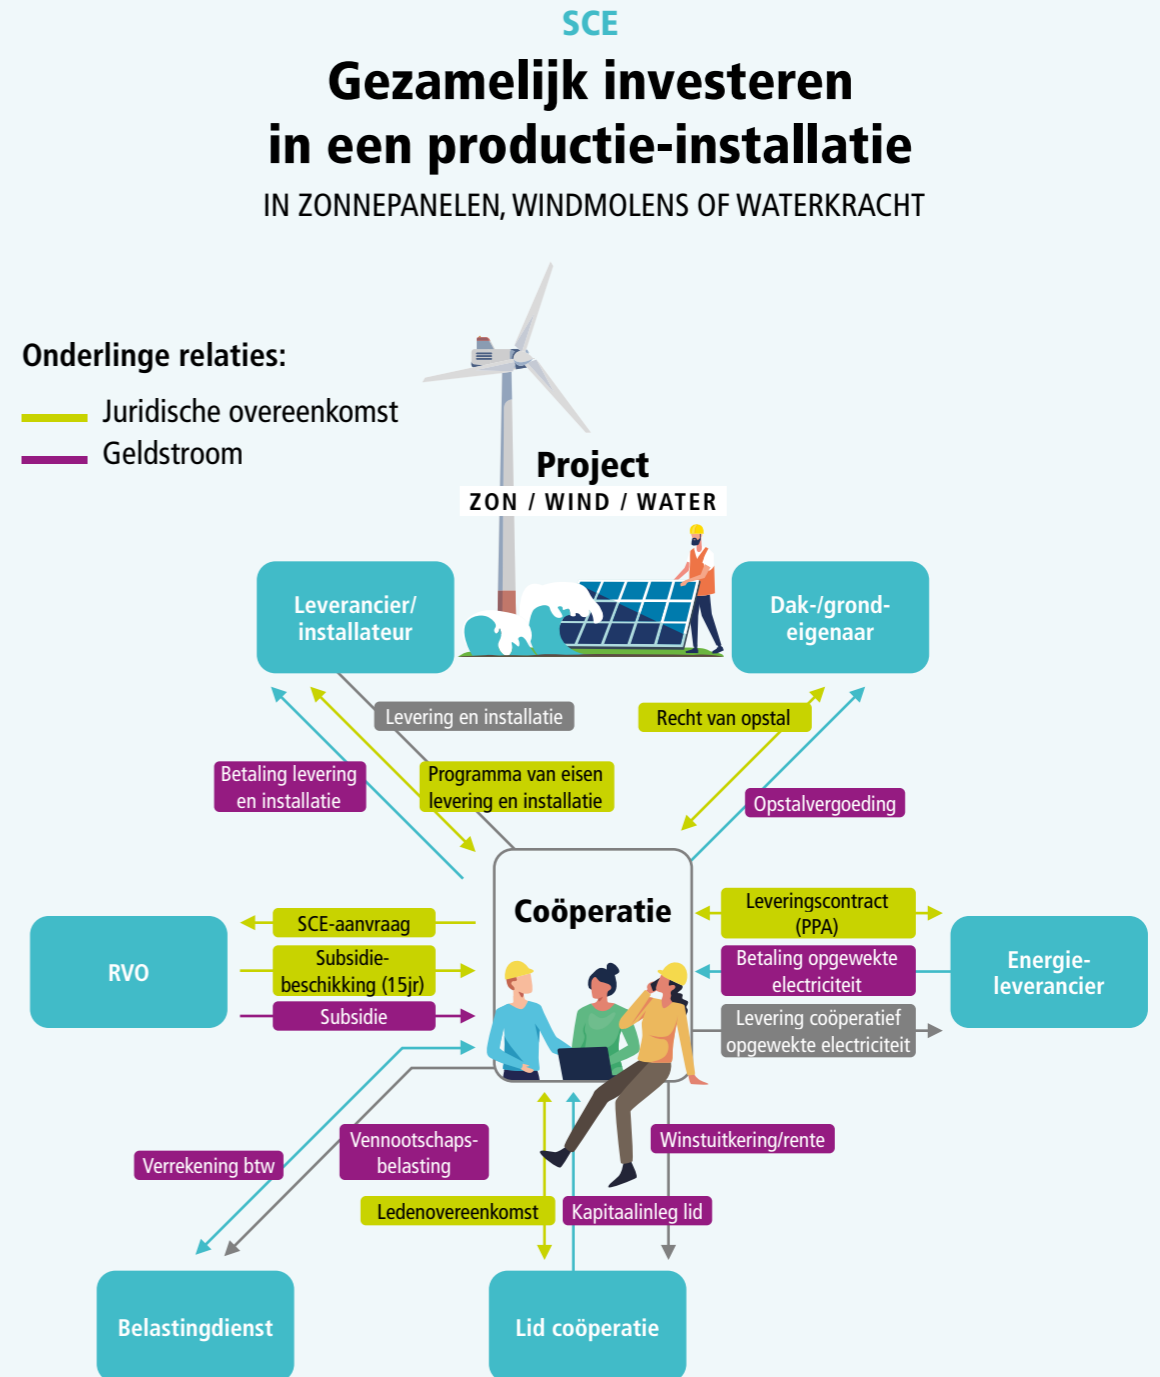 SCE
Gezamelijk investeren
in een productie-installatie
IN ZONNEPANELEN, WINDMOLENS OF WATERKRACHT
Onderlinge relaties:
Juridische overeenkomst
Geldstroom
Project
ZON / WIND / WATER
Leverancier/
installateur
Dak-/grond-
eigenaar
Levering en installatie
Recht van opstal
Betaling levering
en installatie
Programma van eisen
levering en installatie
Opstalvergoeding
Coöperatie
SCE-aanvraag
Subsidie-
beschikking (15jr)
Subsidie
RVO
Leveringscontract
(PPA)
Betaling opgewekte
electriciteit
Levering coöperatief
opgewekte electriciteit
Energie-
leverancier
Verrekening btw
Vennootschaps-
belasting
Winstuitkering/rente
Ledenovereenkomst
Kapitaalinleg lid
Belastingdienst
Lid coöperatie